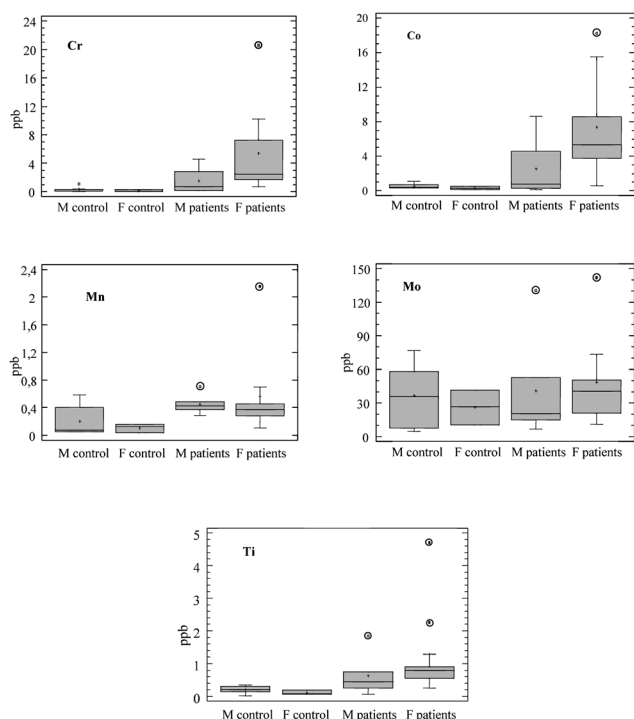 Cr
ppb
24
20
16
12
8
4
0
M control F control M patients F patients
Co
ppb
20
16
12
8
4
0
M control F control M patients F patients
Mn
ppb
2,4
2
1,6
1,2
0,8
0,4
0
M control F control M patients F patients
Mo
ppb
150
120
90
60
30
0
M control F control M patients F patients
Ti
ppb
5
4
3
2
1
0
M control F control M patients F patients